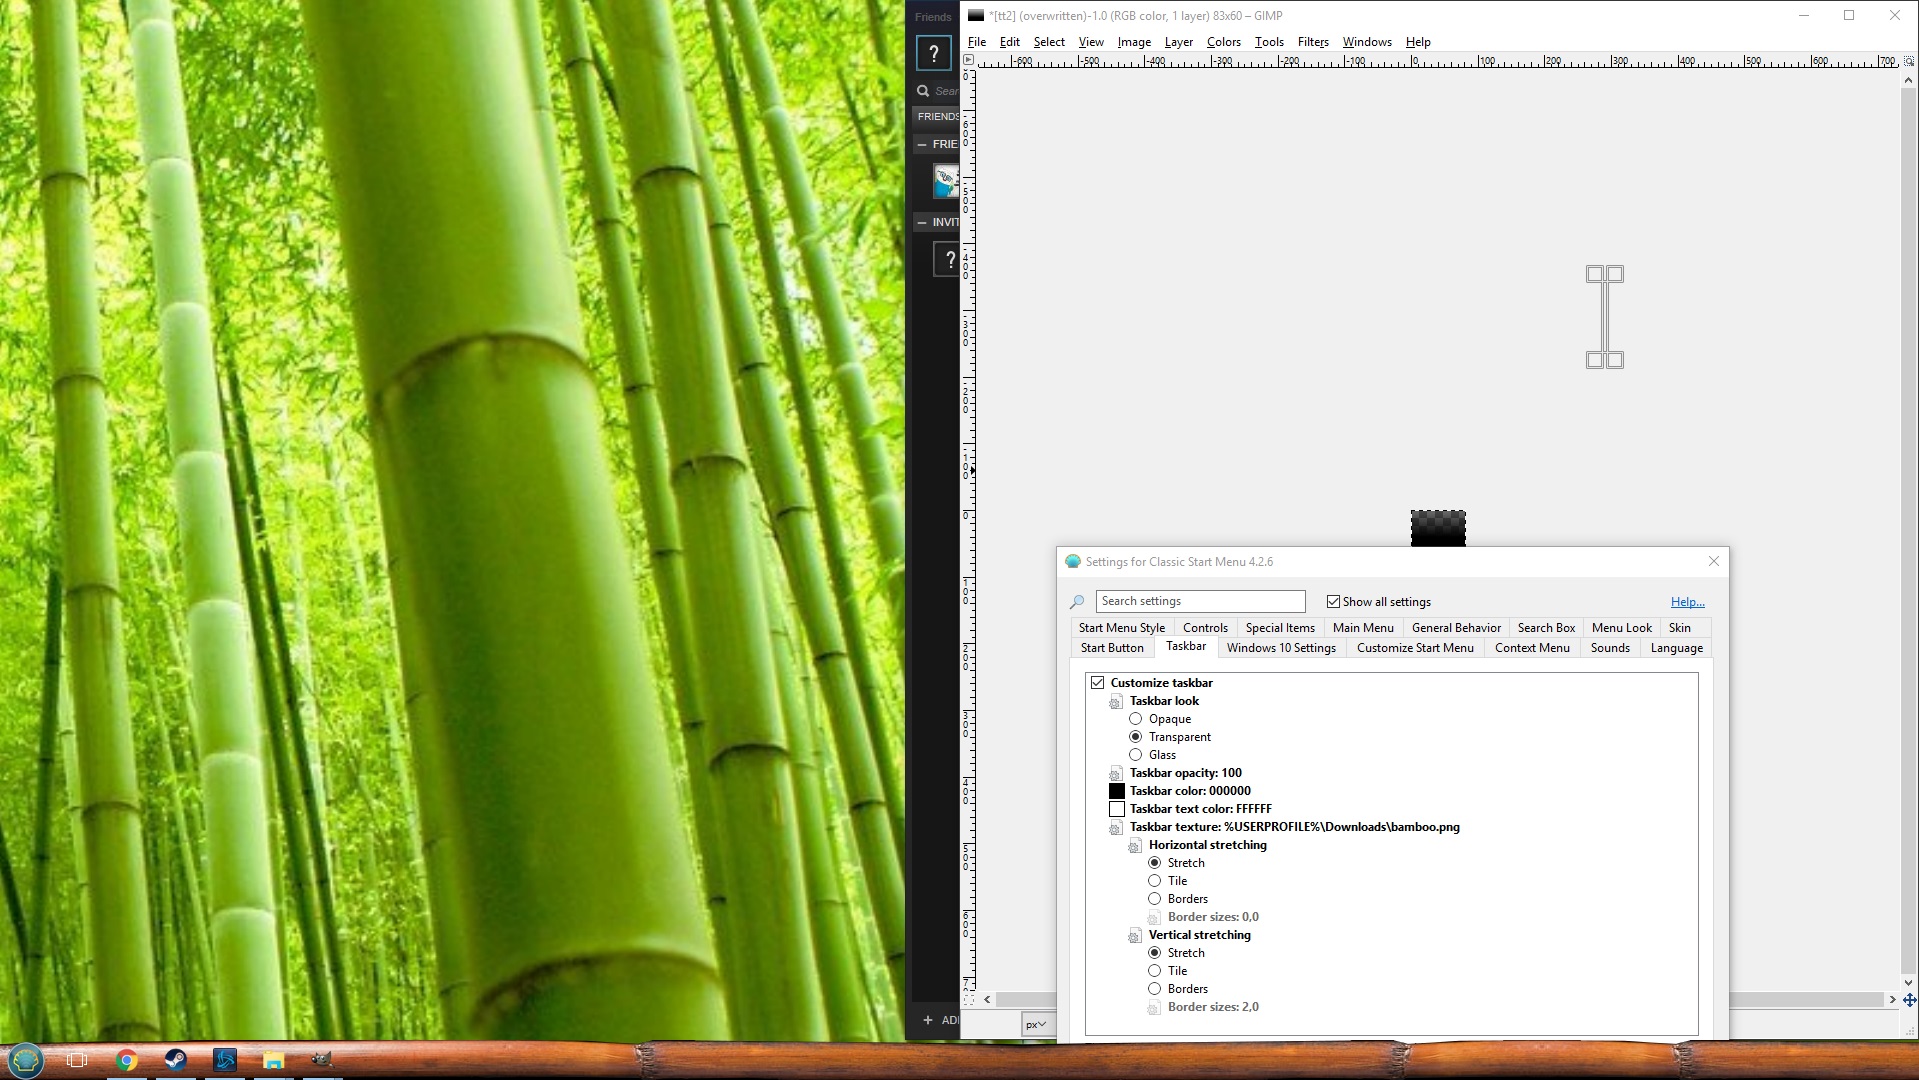 Friends
*[tt2] (overwritten)-1.0 (RGB color, 1 layer) 83x60 – GIMP
File Edit Select View Image Layer Colors Tools Filters Windows Help
?
-600 -500 -400 -300 -200 -100 0 100 200 300 400 500 600 700
Sear
FRIENDS
FRIE
INVIT
?
Settings for Classic Start Menu 4.2.6
Search settings
Show all settings
Help...
Start Menu Style Controls Special Items Main Menu General Behavior Search Box Menu Look Skin
Start Button Taskbar Windows 10 Settings Customize Start Menu Context Menu Sounds Language
Customize taskbar
Taskbar look
Opaque
Transparent
Glass
Taskbar opacity: 100
Taskbar color: 000000
Taskbar text color: FFFFFF
Taskbar texture: %USERPROFILE%\Downloads\bamboo.png
Horizontal stretching
Stretch
Tile
Borders
Border sizes: 0,0
Vertical stretching
Stretch
Tile
Borders
Border sizes: 2,0
+ AD
px